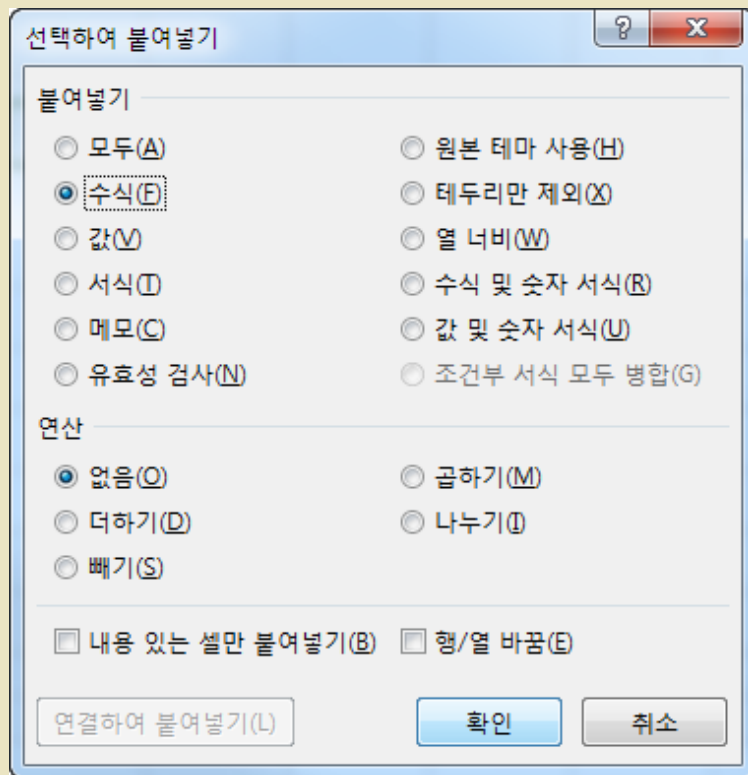 선택하여 붙여넣기
붙여넣기
모두(A) 원본 테마 사용(H)
수식(F) 테두리만 제외(X)
값(V) 열 너비(W)
서식(T) 수식 및 숫자 서식(R)
메모(C) 값 및 숫자 서식(U)
유효성 검사(N) 조건부 서식 모두 병합(G)
연산
없음(O) 곱하기(M)
더하기(D) 나누기(I)
빼기(S)
내용 있는 셀만 붙여넣기(B) 행/열 바꿈(E)
연결하여 붙여넣기(L) 확인 취소